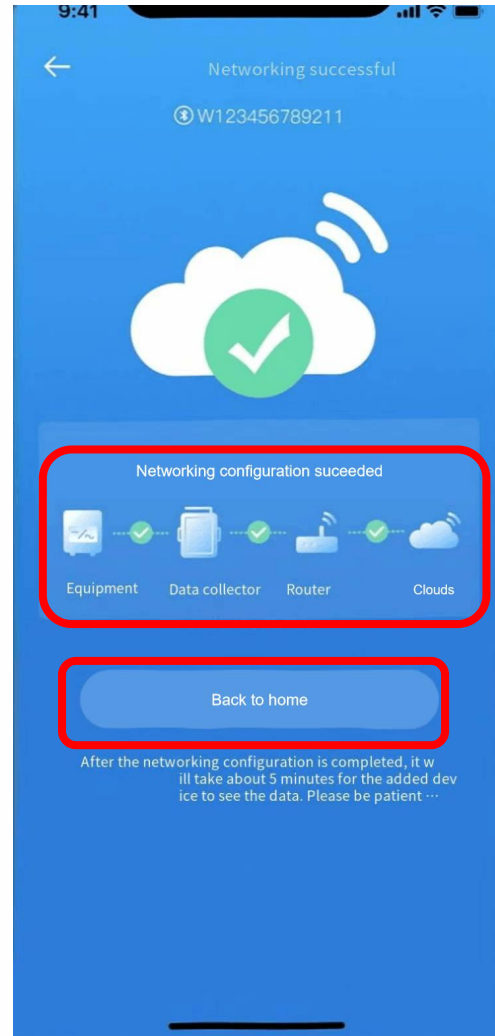 9:41
Networking successful
W123456789211
Networking configuration suceeded
Equipment Data collector Router Clouds
Back to home
After the networking configuration is completed, it w
ill take about 5 minutes for the added dev
ice to see the data. Please be patient ···